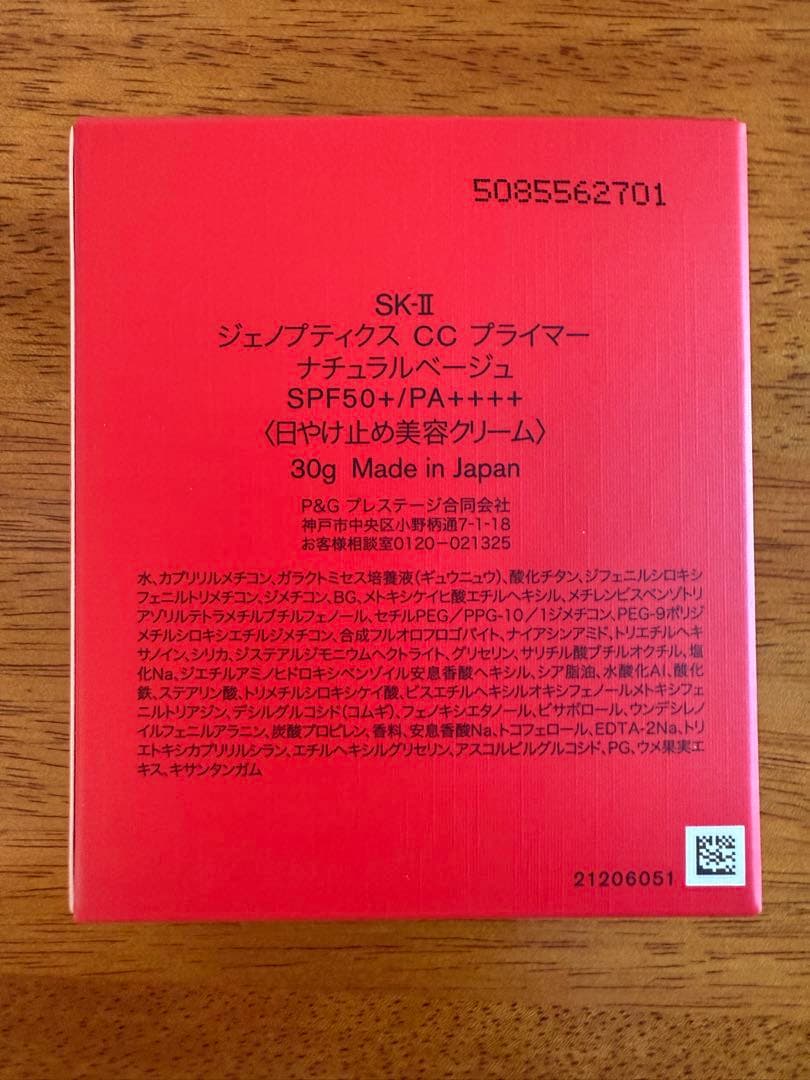 5085562701
SK-II
ジェノプティクス CC プライマー
ナチュラルベージュ
SPF50+/PA++++
〈日やけ止め美容クリーム〉
30g Made in Japan
P&G プレステージ合同会社
神戸市中央区小野柄通7-1-18
お客様相談室0120-021325
水、カプリリルメチコン、ガラクトミセス培養液(ギュウニュウ)、酸化チタン、ジフェニルシロキシ
フェニルトリメチコン、ジメチコン、BG、メトキシケイヒ酸エチルヘキシル、メチレンビスベンゾトリ
アゾリルテトラメチルブチルフェノール、セチルPEG/PPG-10/1ジメチコン、PEG-9ポリジ
メチルシロキシエチルジメチコン、合成フルオロフロゴパイト、ナイアシンアミド、トリエチルヘキ
サノイン、シリカ、ジステアルジモニウムヘクトライト、グリセリン、サリチル酸ブチルオクチル、塩
化Na、ジエチルアミノヒドロキシベンゾイル安息香酸ヘキシル、シア脂油、水酸化Al、酸化
鉄、ステアリン酸、トリメチルシロキシケイ酸、ビスエチルヘキシルオキシフェノールメトキシフェ
ニルトリアジン、デシルグルコシド(コムギ)、フェノキシエタノール、ビサボロール、ウンデシレノ
イルフェニルアラニン、炭酸プロピレン、香料、安息香酸Na、トコフェロール、EDTA-2Na、トリ
エトキシカプリリルシラン、エチルヘキシルグリセリン、アスコルビルグルコシド、PG、ウメ果実エ
キス、キサンタンガム
21206051